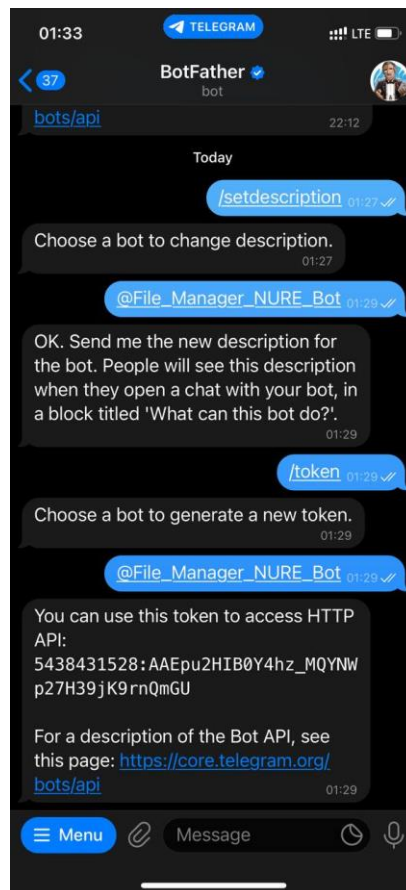 01:33
TELEGRAM
LTE
37
BotFather
bot
bots/api
22:12
Today
/setdescription 01:27
Choose a bot to change description.
01:27
@File_Manager_NURE_Bot 01:29
OK. Send me the new description for
the bot. People will see this description
when they open a chat with your bot, in
a block titled 'What can this bot do?'.
01:29
/token 01:29
Choose a bot to generate a new token.
01:29
@File_Manager_NURE_Bot 01:29
You can use this token to access HTTP
API:
5438431528:AAEpu2HIB0Y4hz_MQYNW
p27H39jK9rnQmGU
For a description of the Bot API, see
this page: https://core.telegram.org/
bots/api
01:29
Menu
Message